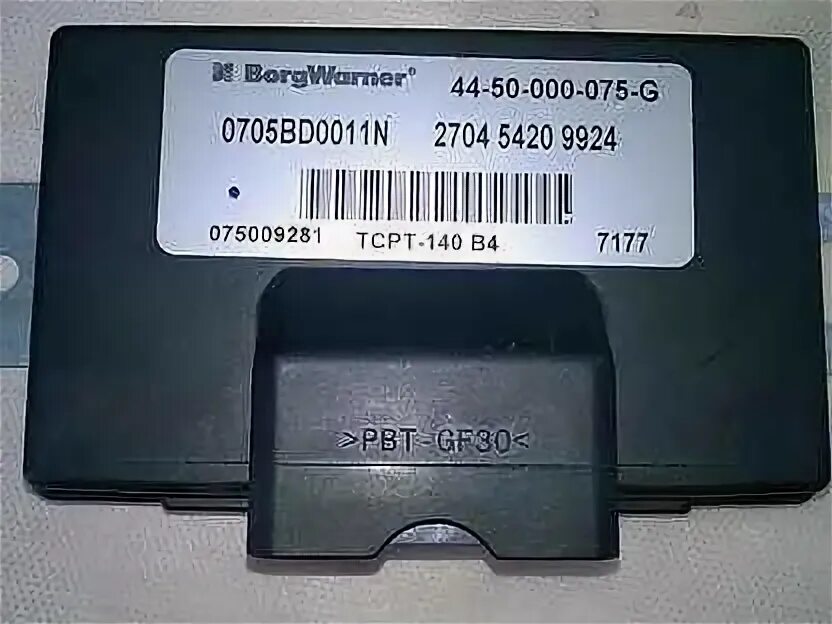 BorgWarner® 44-50-000-075-G
0705BD0011N 2704 5420 9924
075009281 TCPT-140 B4 7177
>PBT-GF30<